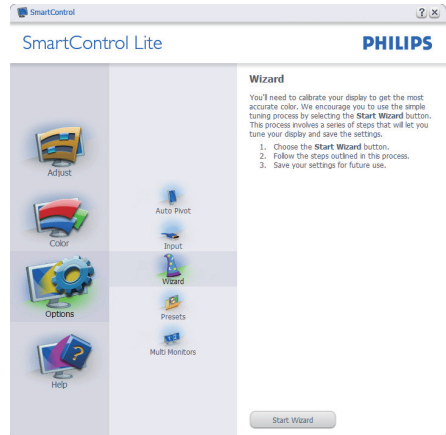 SmartControl
? X
SmartControl Lite
PHILIPS
Adjust
Color
Options
Help
Auto Pivot
Input
Wizard
Presets
Multi Monitors
Wizard
You'll need to calibrate your display to get the most
accurate color. We encourage you to use the simple
tuning process by selecting the Start Wizard button.
This process involves a series of steps that will let you
tune your display and save the settings.
1. Choose the Start Wizard button.
2. Follow the steps outlined in this process.
3. Save your settings for future use.
Start Wizard